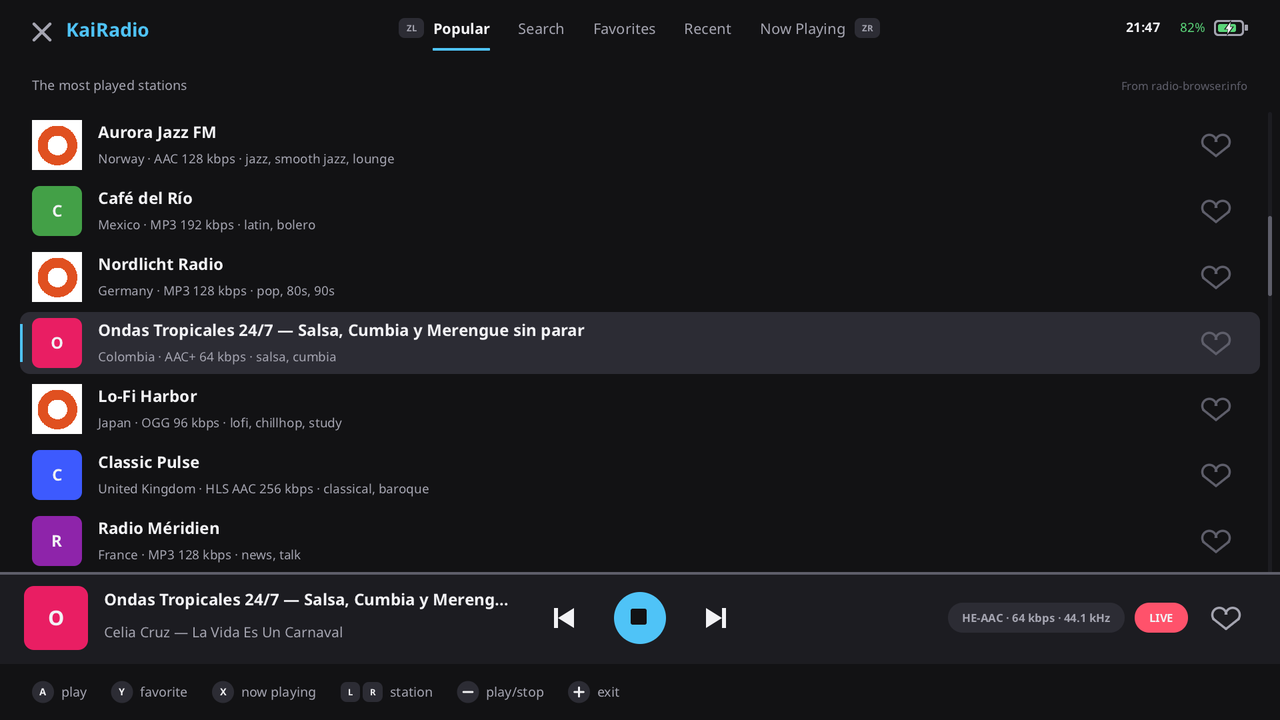 KaiRadio
ZL Popular Search Favorites Recent Now Playing ZR
21:47 82%
The most played stations
From radio-browser.info
Aurora Jazz FM
Norway · AAC 128 kbps · jazz, smooth jazz, lounge
C
Café del Río
Mexico · MP3 192 kbps · latin, bolero
Nordlicht Radio
Germany · MP3 128 kbps · pop, 80s, 90s
O
Ondas Tropicales 24/7 — Salsa, Cumbia y Merengue sin parar
Colombia · AAC+ 64 kbps · salsa, cumbia
Lo-Fi Harbor
Japan · OGG 96 kbps · lofi, chillhop, study
C
Classic Pulse
United Kingdom · HLS AAC 256 kbps · classical, baroque
R
Radio Méridien
France · MP3 128 kbps · news, talk
O
Ondas Tropicales 24/7 — Salsa, Cumbia y Mereng...
Celia Cruz — La Vida Es Un Carnaval
HE-AAC · 64 kbps · 44.1 kHz
LIVE
A play Y favorite X now playing L R station − play/stop + exit